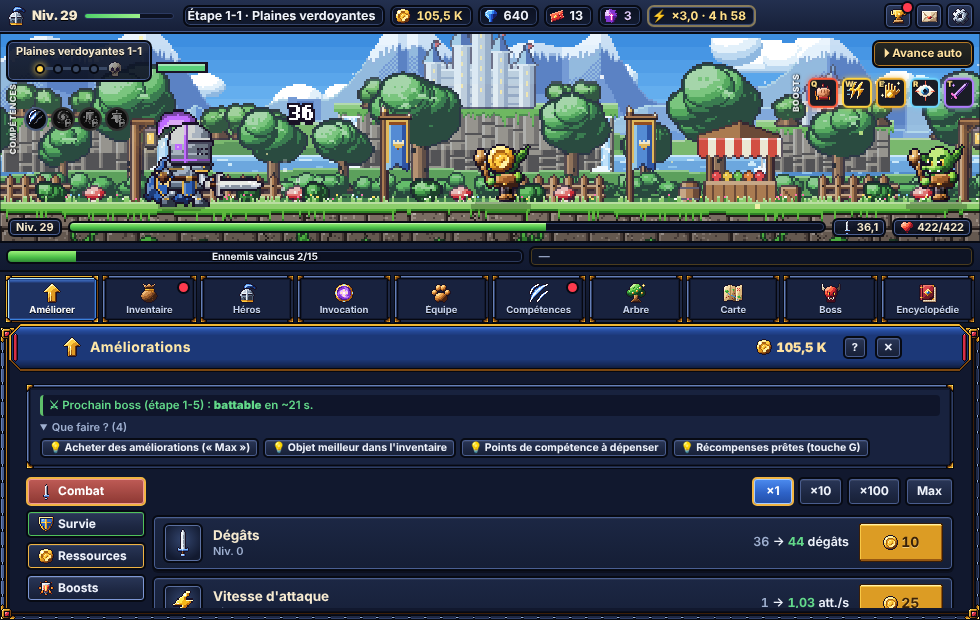 Niv. 29
Étape 1-1 · Plaines verdoyantes
105,5 K
640
13
3
×3,0 · 4 h 58
Plaines verdoyantes 1-1
Avance auto
COMPÉTENCES
BOOSTS
36
Niv. 29
36,1
422/422
Ennemis vaincus 2/15
—
Améliorer
Inventaire
Héros
Invocation
Équipe
Compétences
Arbre
Carte
Boss
Encyclopédie
Améliorations
105,5 K
?
×
Prochain boss (étape 1-5) : battable en ~21 s.
Que faire ? (4)
Acheter des améliorations (« Max »)
Objet meilleur dans l'inventaire
Points de compétence à dépenser
Récompenses prêtes (touche G)
Combat
×1
×10
×100
Max
Survie
Ressources
Boosts
Dégâts
Niv. 0
36 → 44 dégâts
10
Vitesse d'attaque
1 → 1,03 att./s
25